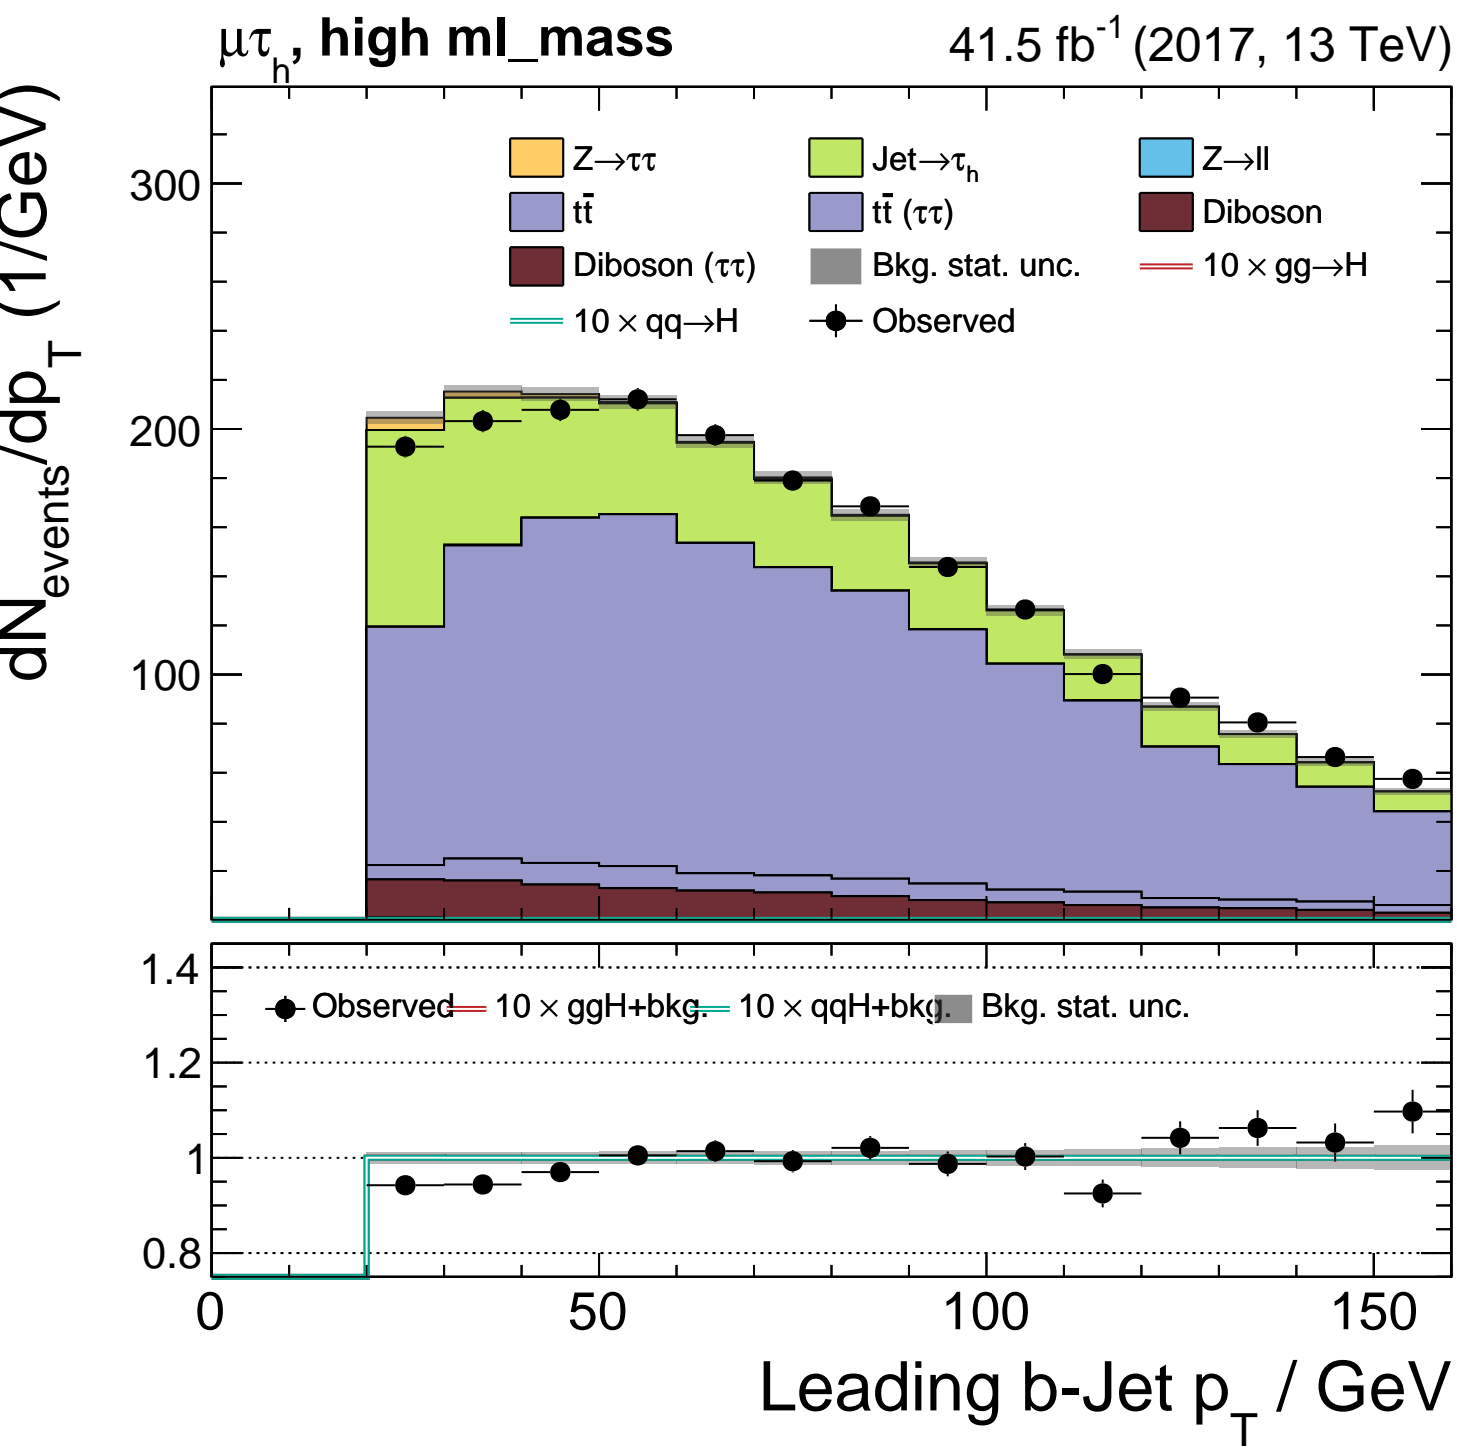 μτh, high ml_mass
41.5 fb-1 (2017, 13 TeV)
dNevents/dpT (1/GeV)
300
200
100
Z→ττ
Jet→τh
Z→ll
tt̄
tt̄ (ττ)
Diboson
Diboson (ττ)
Bkg. stat. unc.
10 × gg→H
10 × qq→H
Observed
1.4
1.2
1
0.8
Observed
10 × ggH+bkg.
10 × qqH+bkg.
Bkg. stat. unc.
0
50
100
150
Leading b-Jet pT / GeV